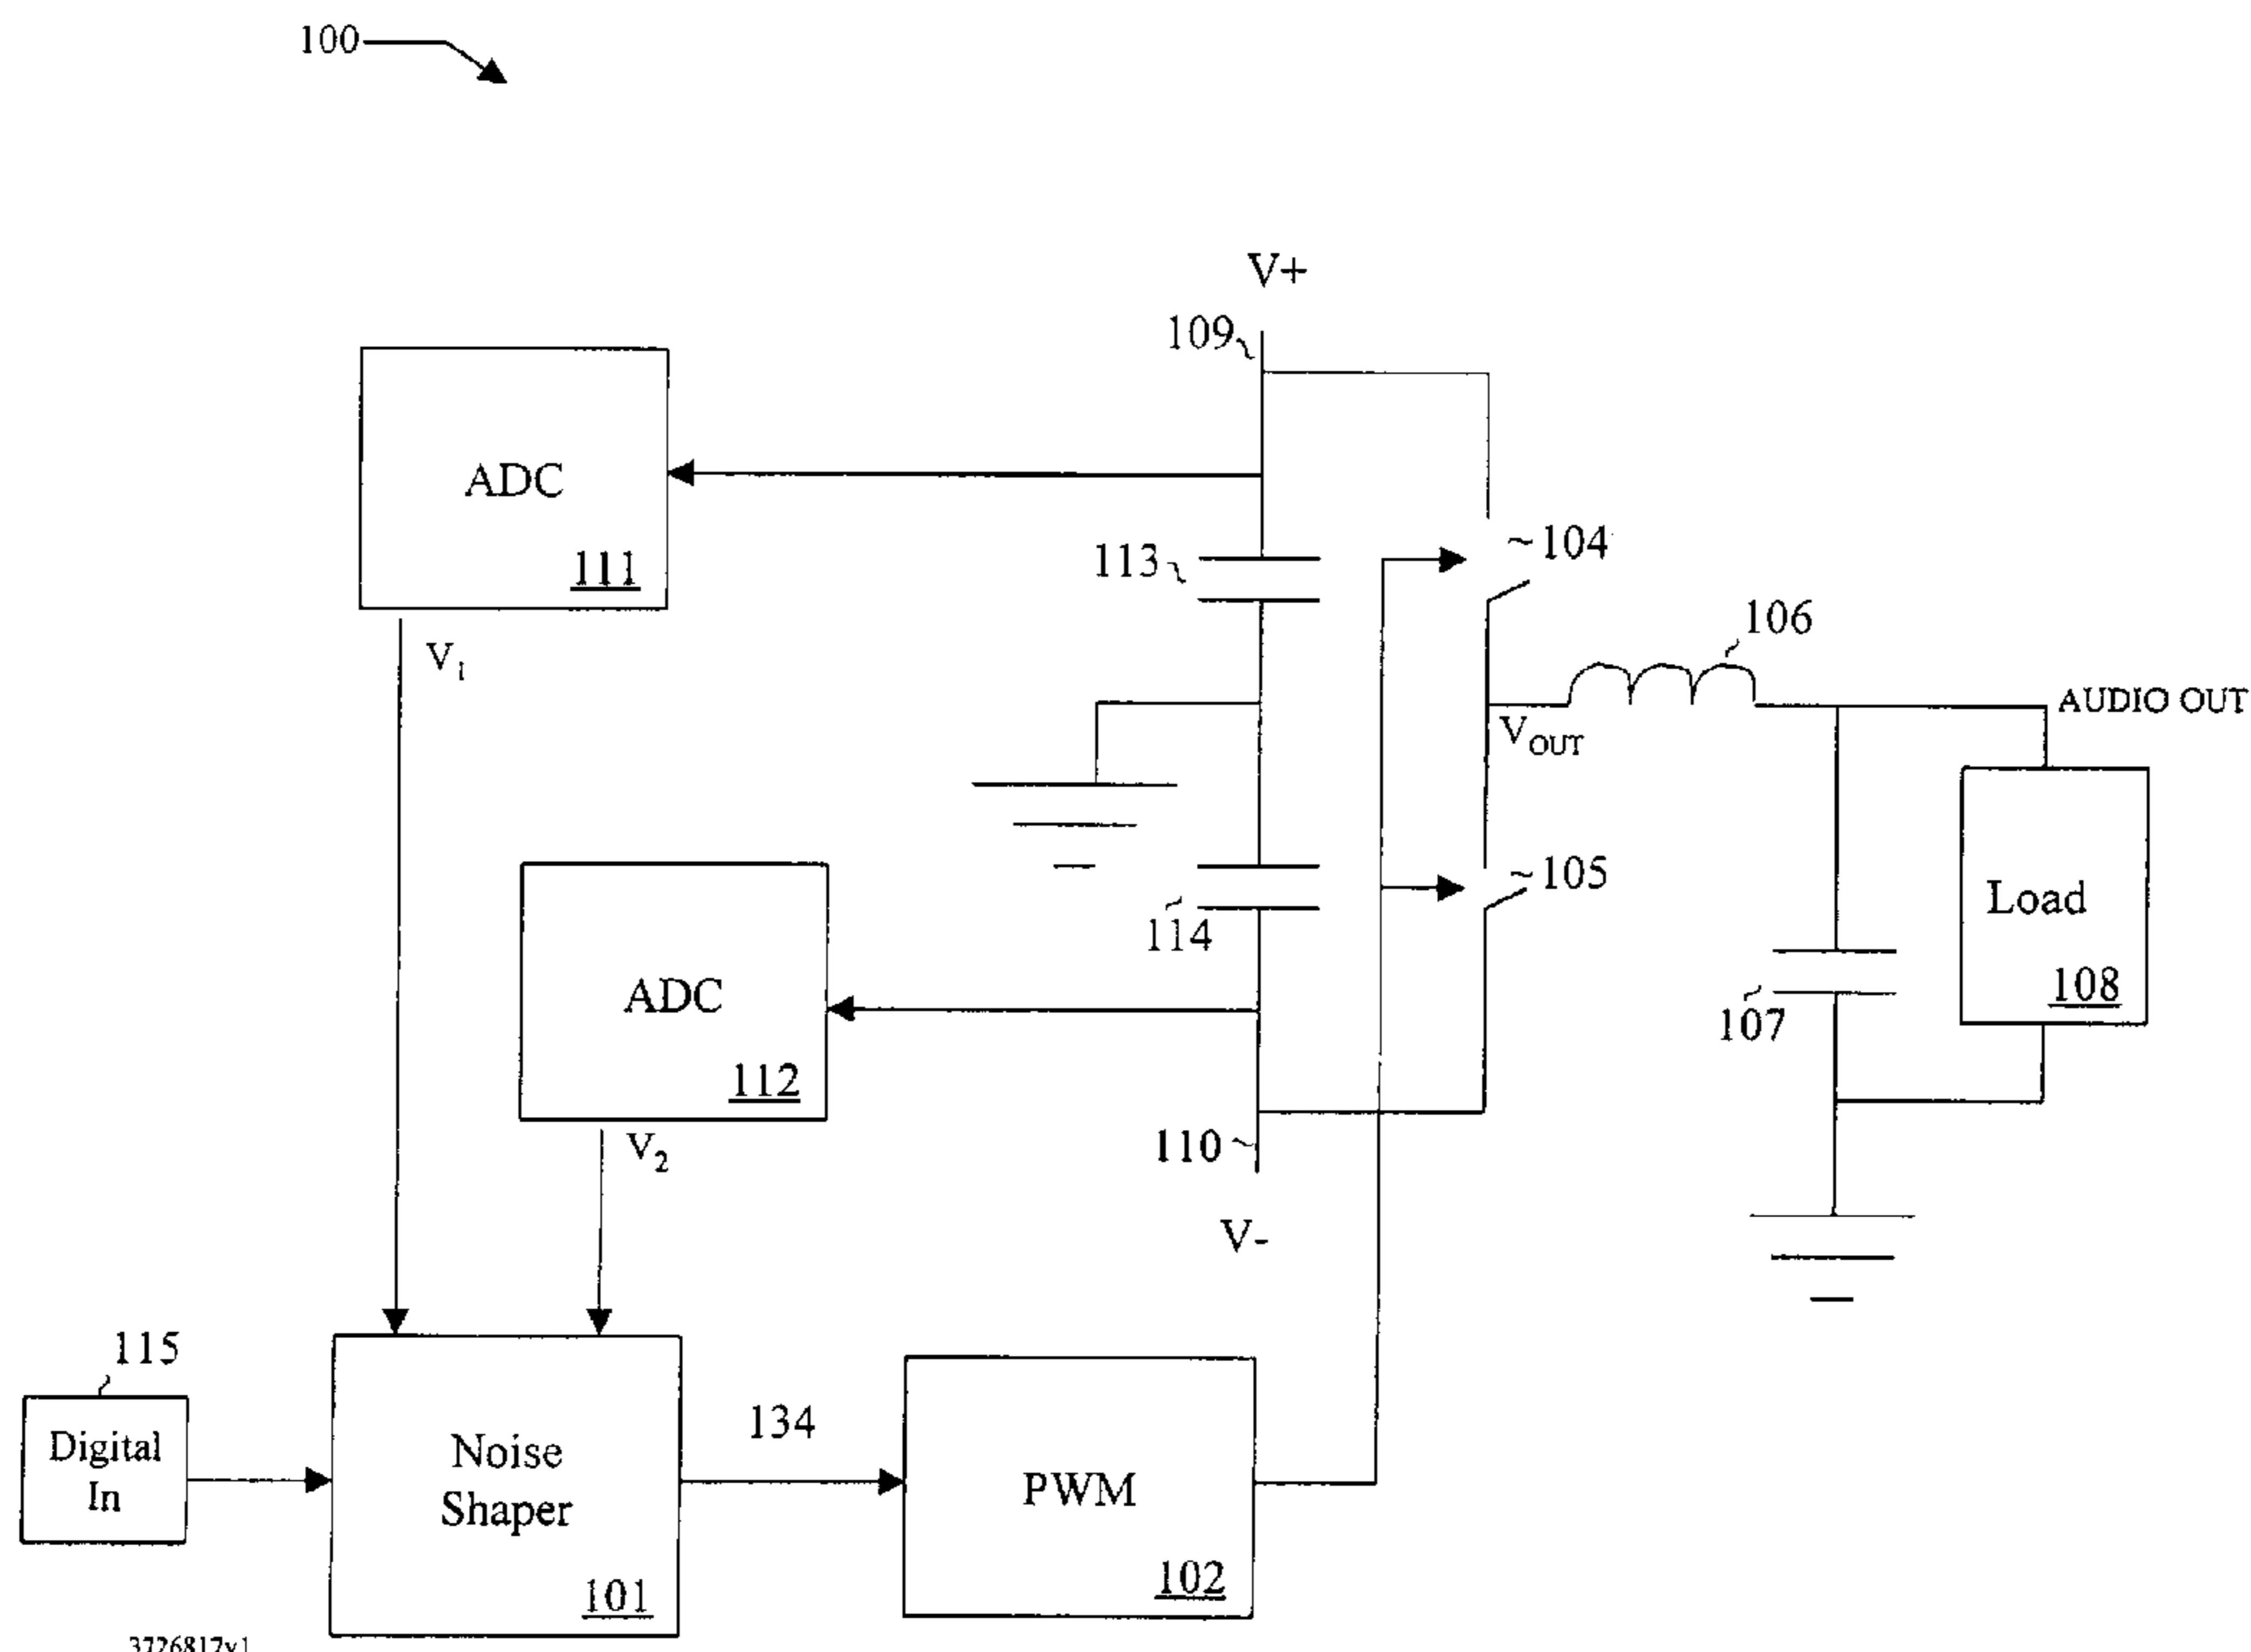 100
V+
109
ADC
111
113
104
106
V1
AUDIO OUT
VOUT
105
Load
114
108
ADC
107
112
110
V2
V-
115
134
Digital
In
Noise
Shaper
PWM
101
102
3726817v1